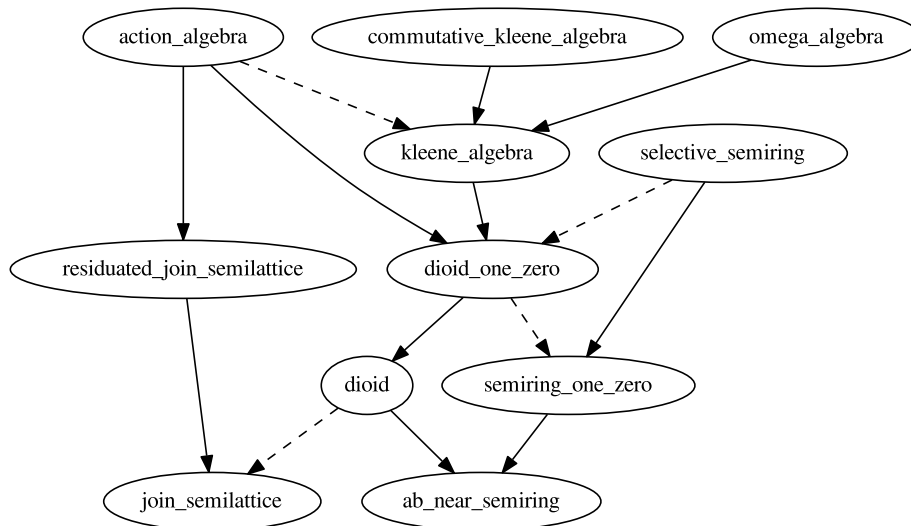 action_algebra
commutative_kleene_algebra
omega_algebra
kleene_algebra
selective_semiring
residuated_join_semilattice
dioid_one_zero
dioid
semiring_one_zero
join_semilattice
ab_near_semiring